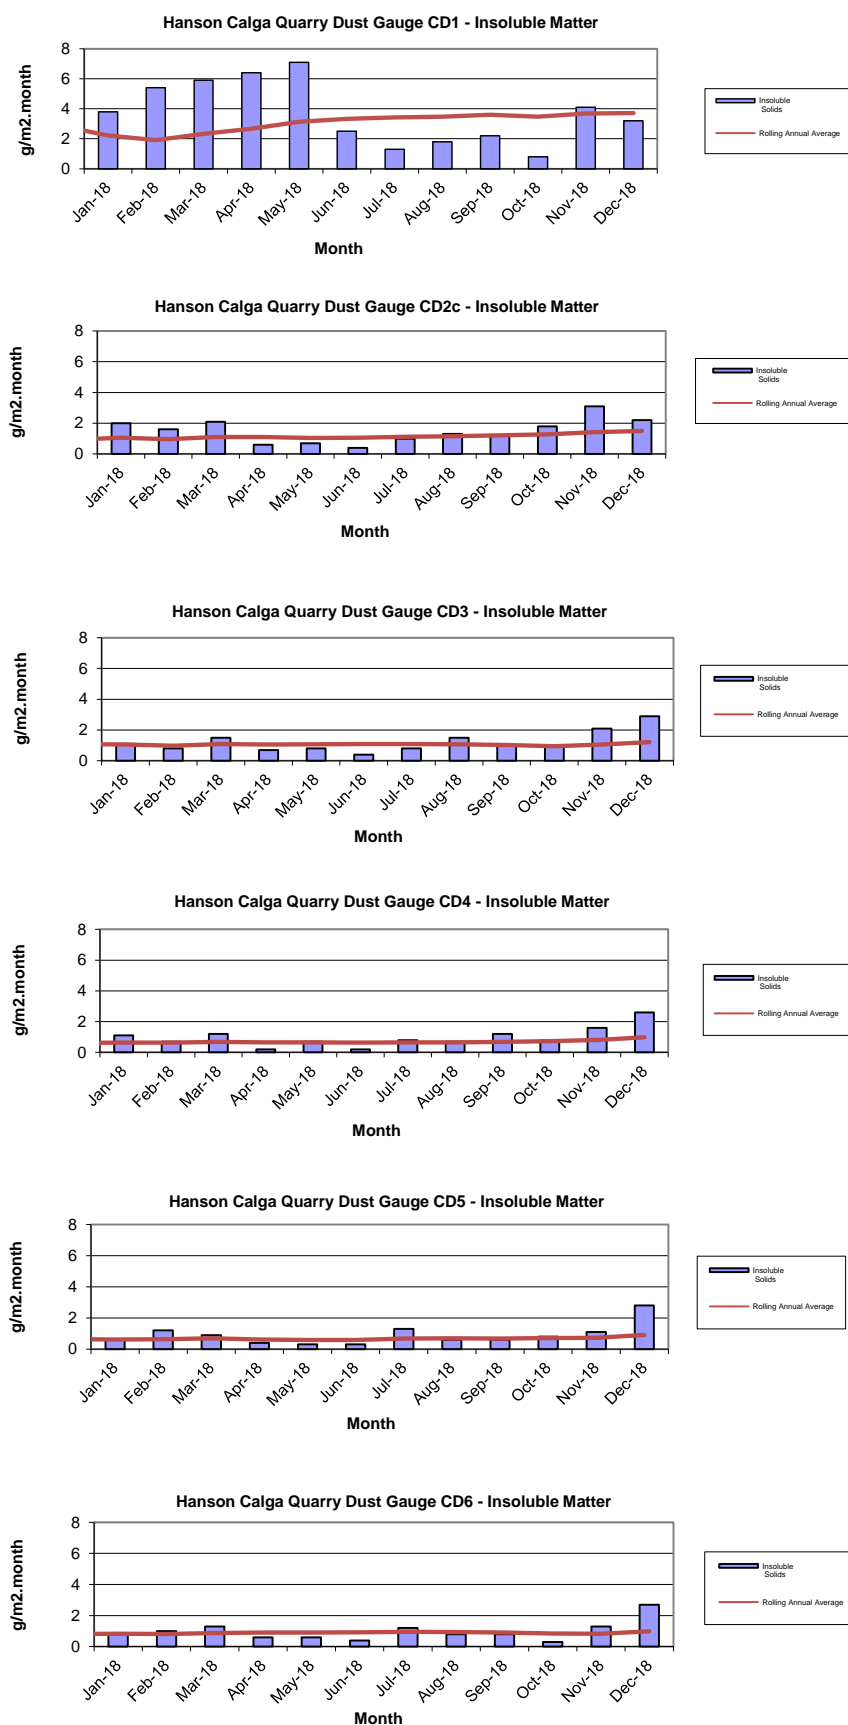 Hanson Calga Quarry Dust Gauge CD1 - Insoluble Matter
8
6
4
2
0
g/m2.month
Jan-18 Feb-18 Mar-18 Apr-18 May-18 Jun-18 Jul-18 Aug-18 Sep-18 Oct-18 Nov-18 Dec-18
Month
Insoluble
Solids
Rolling Annual Average
Hanson Calga Quarry Dust Gauge CD2c - Insoluble Matter
8
6
4
2
0
g/m2.month
Jan-18 Feb-18 Mar-18 Apr-18 May-18 Jun-18 Jul-18 Aug-18 Sep-18 Oct-18 Nov-18 Dec-18
Month
Insoluble
Solids
Rolling Annual Average
Hanson Calga Quarry Dust Gauge CD3 - Insoluble Matter
8
6
4
2
0
g/m2.month
Jan-18 Feb-18 Mar-18 Apr-18 May-18 Jun-18 Jul-18 Aug-18 Sep-18 Oct-18 Nov-18 Dec-18
Month
Insoluble
Solids
Rolling Annual Average
Hanson Calga Quarry Dust Gauge CD4 - Insoluble Matter
8
6
4
2
0
g/m2.month
Jan-18 Feb-18 Mar-18 Apr-18 May-18 Jun-18 Jul-18 Aug-18 Sep-18 Oct-18 Nov-18 Dec-18
Month
Insoluble
Solids
Rolling Annual Average
Hanson Calga Quarry Dust Gauge CD5 - Insoluble Matter
8
6
4
2
0
g/m2.month
Jan-18 Feb-18 Mar-18 Apr-18 May-18 Jun-18 Jul-18 Aug-18 Sep-18 Oct-18 Nov-18 Dec-18
Month
Insoluble
Solids
Rolling Annual Average
Hanson Calga Quarry Dust Gauge CD6 - Insoluble Matter
8
6
4
2
0
g/m2.month
Jan-18 Feb-18 Mar-18 Apr-18 May-18 Jun-18 Jul-18 Aug-18 Sep-18 Oct-18 Nov-18 Dec-18
Month
Insoluble
Solids
Rolling Annual Average